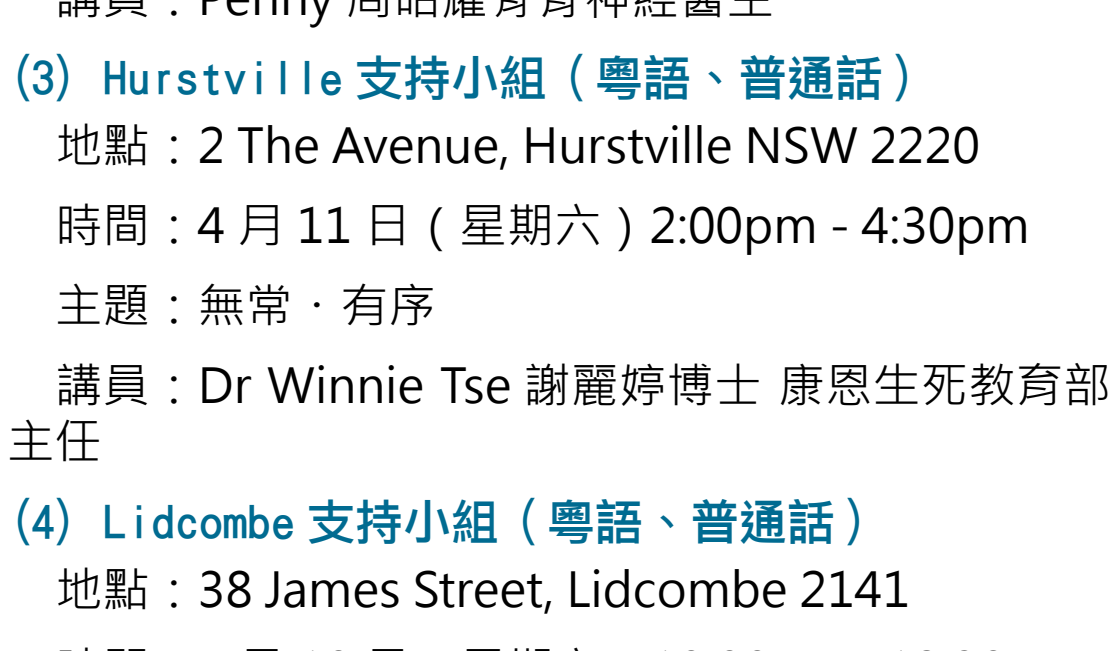 (3) Hurstville 支持小組（粵語、普通話）
地點：2 The Avenue, Hurstville NSW 2220
時間：4 月 11 日（星期六）2:00pm - 4:30pm
主題：無常．有序
講員：Dr Winnie Tse 謝麗婷博士 康恩生死教育部
主任
(4) Lidcombe 支持小組（粵語、普通話）
地點：38 James Street, Lidcombe 2141